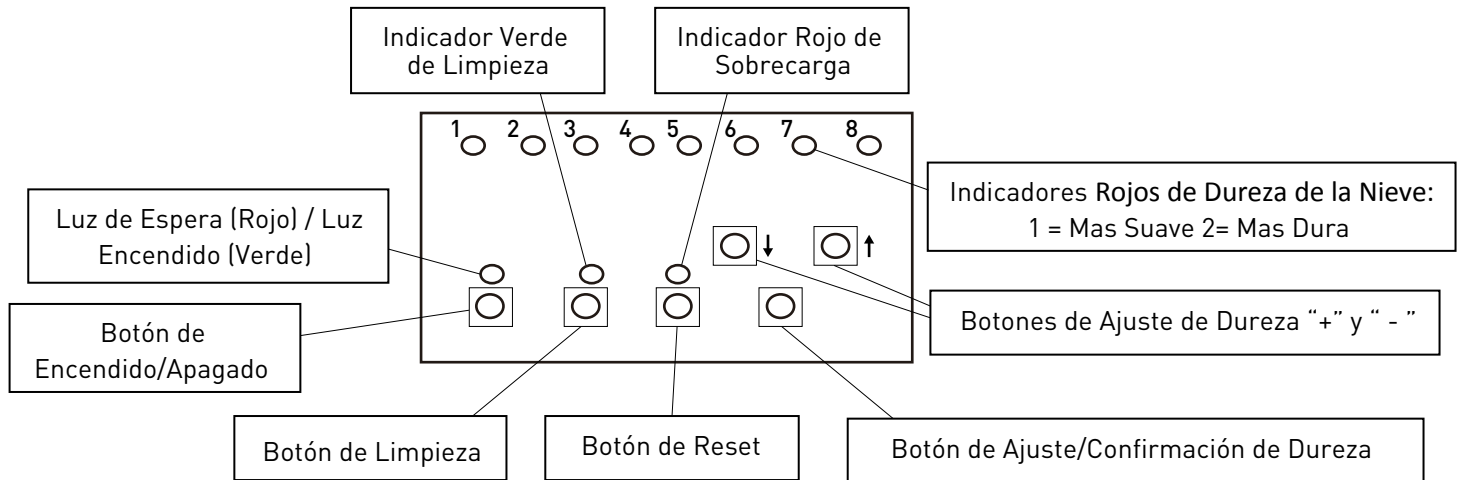 Indicador Verde
de Limpieza
Indicador Rojo de
Sobrecarga
1 2 3 4 5 6 7 8
Indicadores Rojos de Dureza de la Nieve:
1 = Mas Suave 2= Mas Dura
Luz de Espera (Rojo) / Luz
Encendido (Verde)
↓ ↑
Botones de Ajuste de Dureza “+” y “ - ”
Botón de
Encendido/Apagado
Botón de Limpieza
Botón de Reset
Botón de Ajuste/Confirmación de Dureza